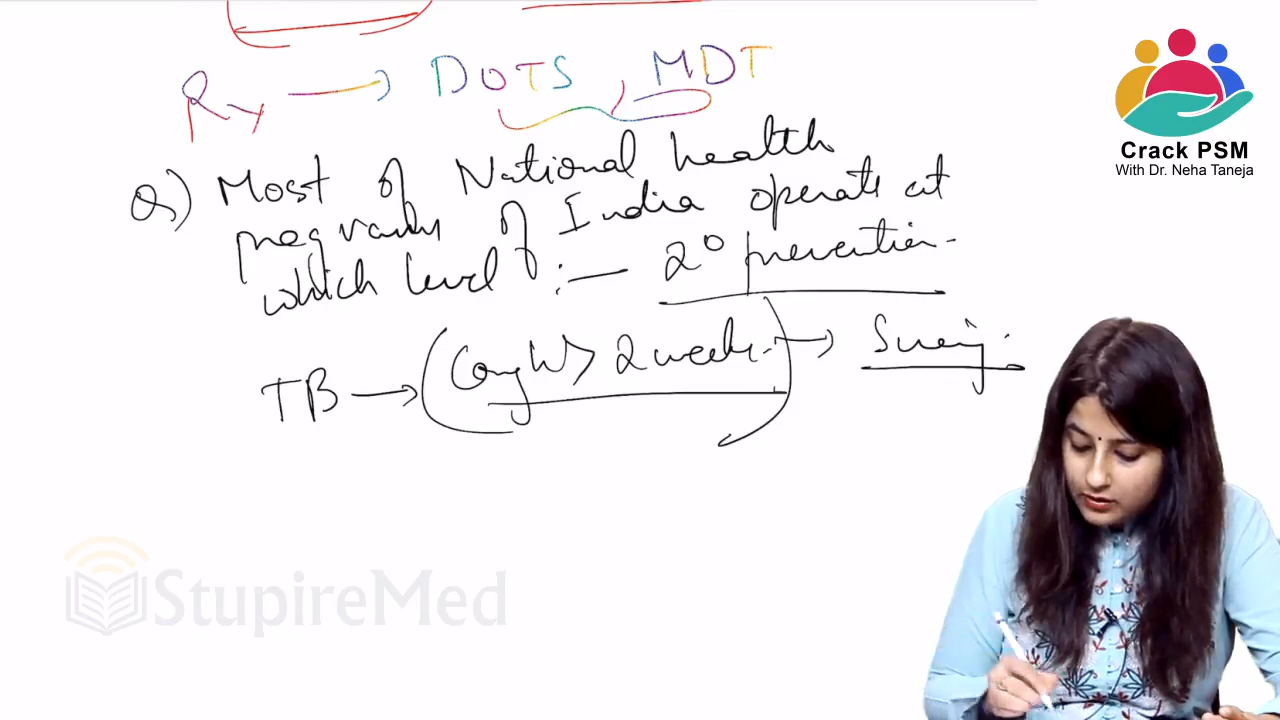 Rx → DOTS, MDT
Q) Most of National health
programs of India operate at
which level :— 2° prevention.
TB → (Cough > 2 weeks.) →
Crack PSM
With Dr. Neha Taneja
StupireMed